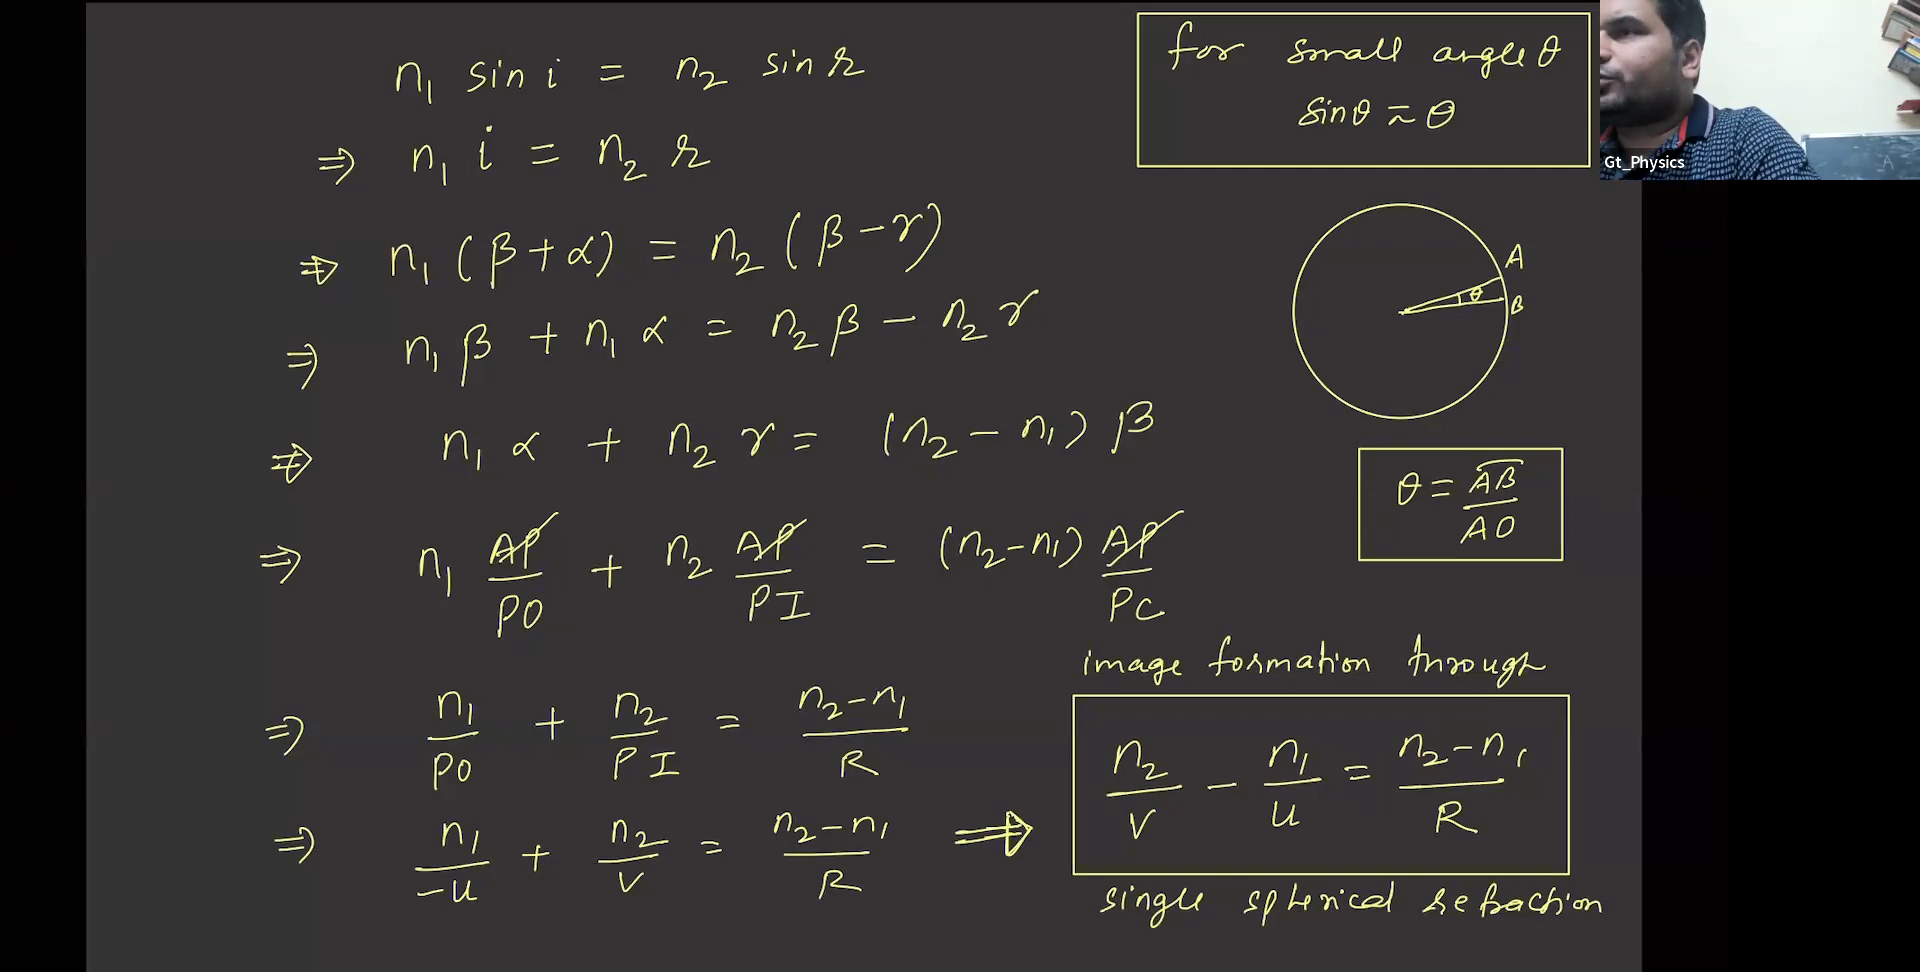 n₁ sin i = n₂ sin r
⇒ n₁ i = n₂ r
⇒ n₁ (β + α) = n₂ (β − γ)
⇒ n₁ β + n₁ α = n₂ β − n₂ γ
⇒ n₁ α + n₂ γ = (n₂ − n₁) β
⇒ n₁ AP/PO + n₂ AP/PI = (n₂ − n₁) AP/PC
⇒ n₁/PO + n₂/PI = (n₂ − n₁)/R
⇒ n₁/−u + n₂/v = (n₂ − n₁)/R ⇒
for small angle θ
sinθ ≈ θ
Gt_Physics
A
θ
B
θ = AB/AO
image formation through
n₂/v − n₁/u = (n₂ − n₁)/R
single spherical refraction